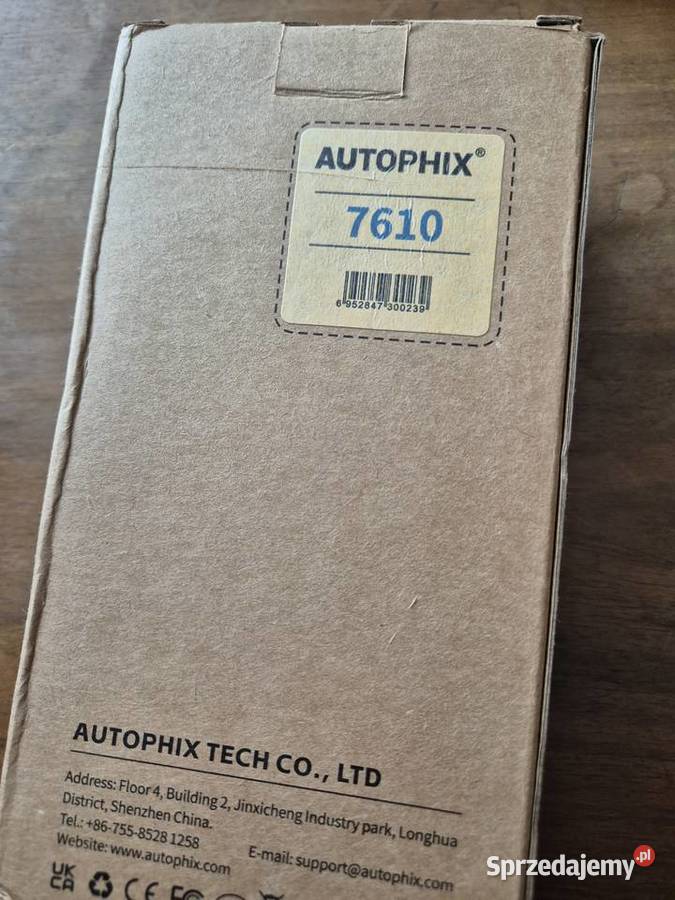 AUTOPHIX®
7610
6 952847 300239
AUTOPHIX TECH CO., LTD
Address: Floor 4, Building 2, Jinxicheng Industry park, Longhua
District, Shenzhen China.
Tel.: +86-755-8528 1258
Website: www.autophix.com E-mail: support@autophix.com
UK
CA
CE
Sprzedajemy.pl